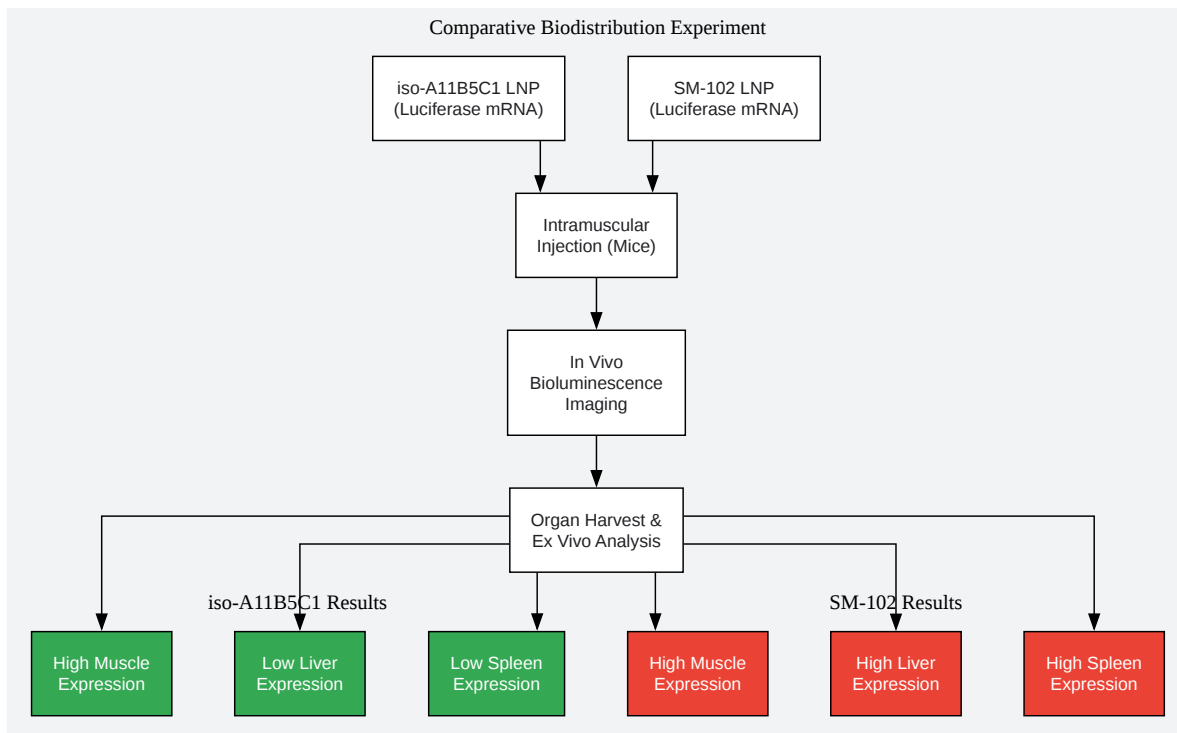 Comparative Biodistribution Experiment
iso-A11B5C1 LNP
(Luciferase mRNA)
SM-102 LNP
(Luciferase mRNA)
Intramuscular
Injection (Mice)
In Vivo
Bioluminescence
Imaging
Organ Harvest &
Ex Vivo Analysis
iso-A11B5C1 Results
SM-102 Results
High Muscle
Expression
Low Liver
Expression
Low Spleen
Expression
High Muscle
Expression
High Liver
Expression
High Spleen
Expression